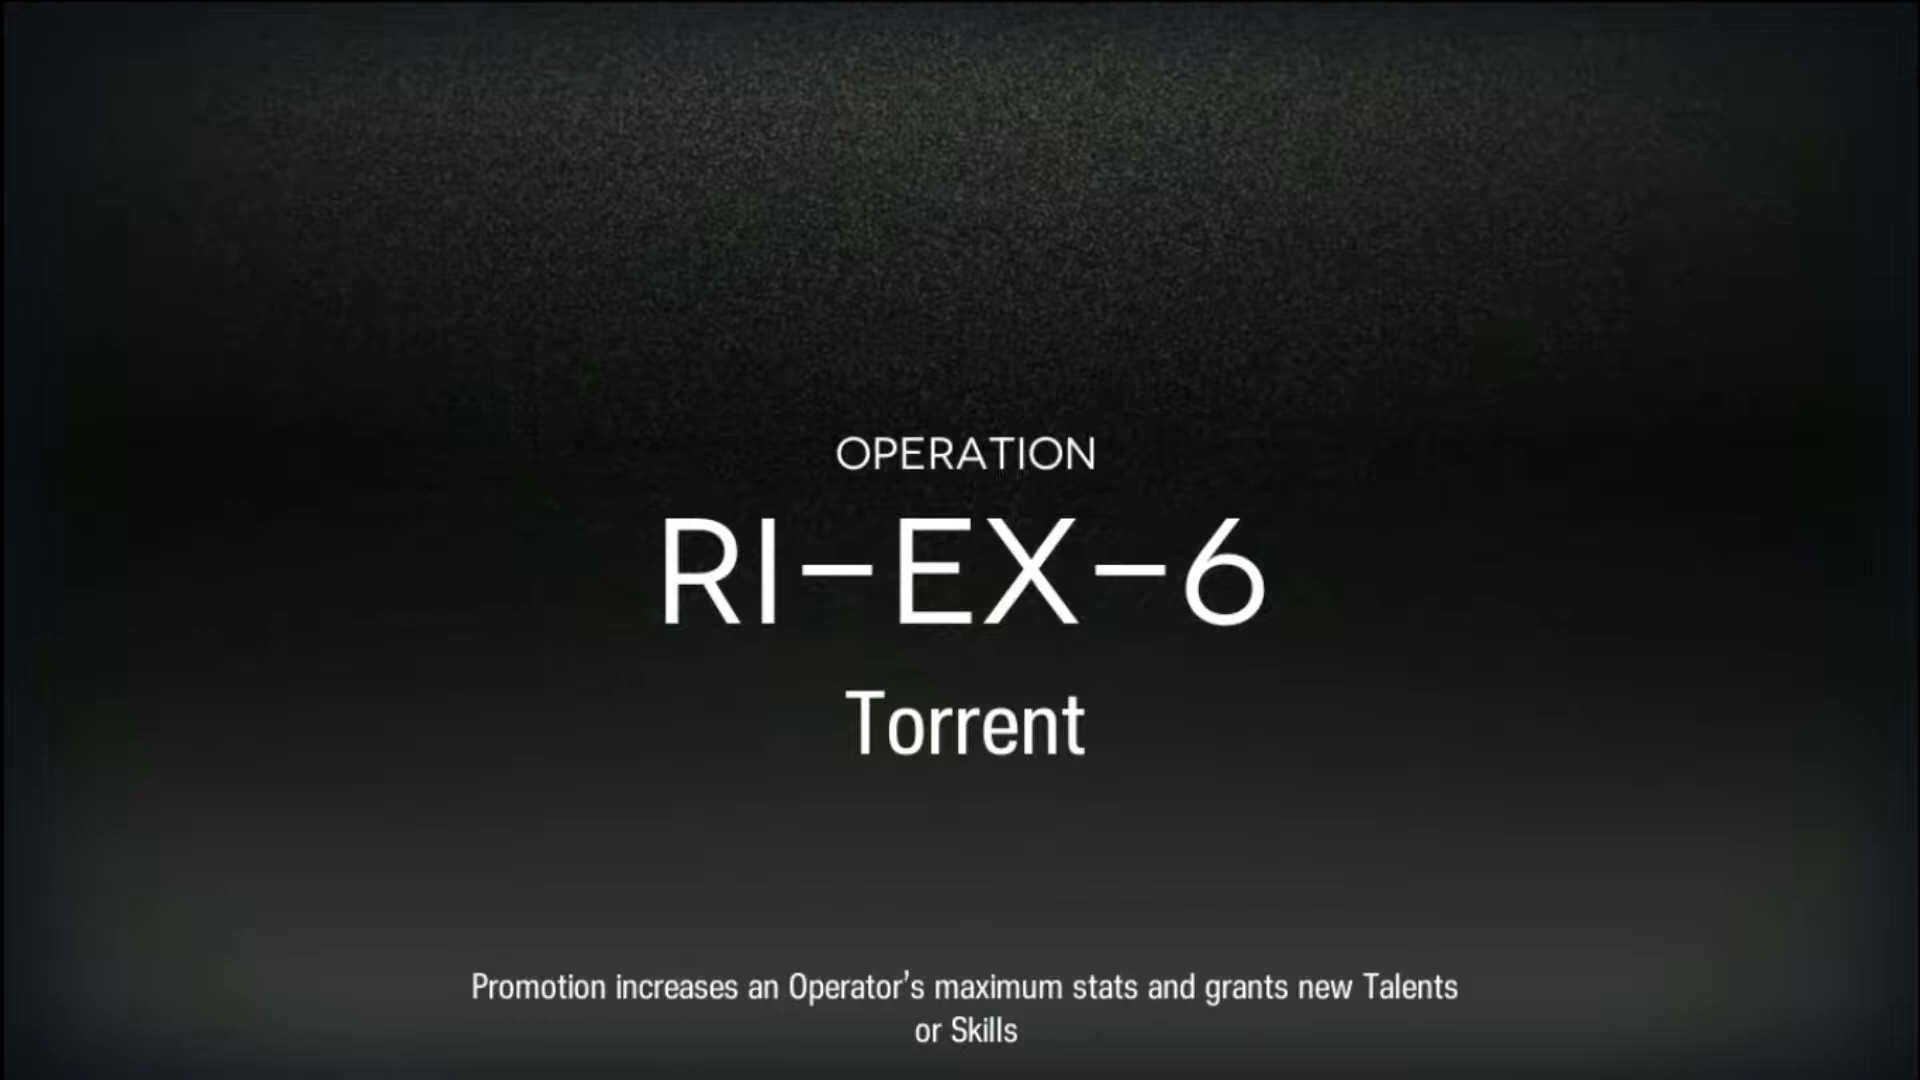 OPERATION
RI-EX-6
Torrent
Promotion increases an Operator's maximum stats and grants new Talents
or Skills